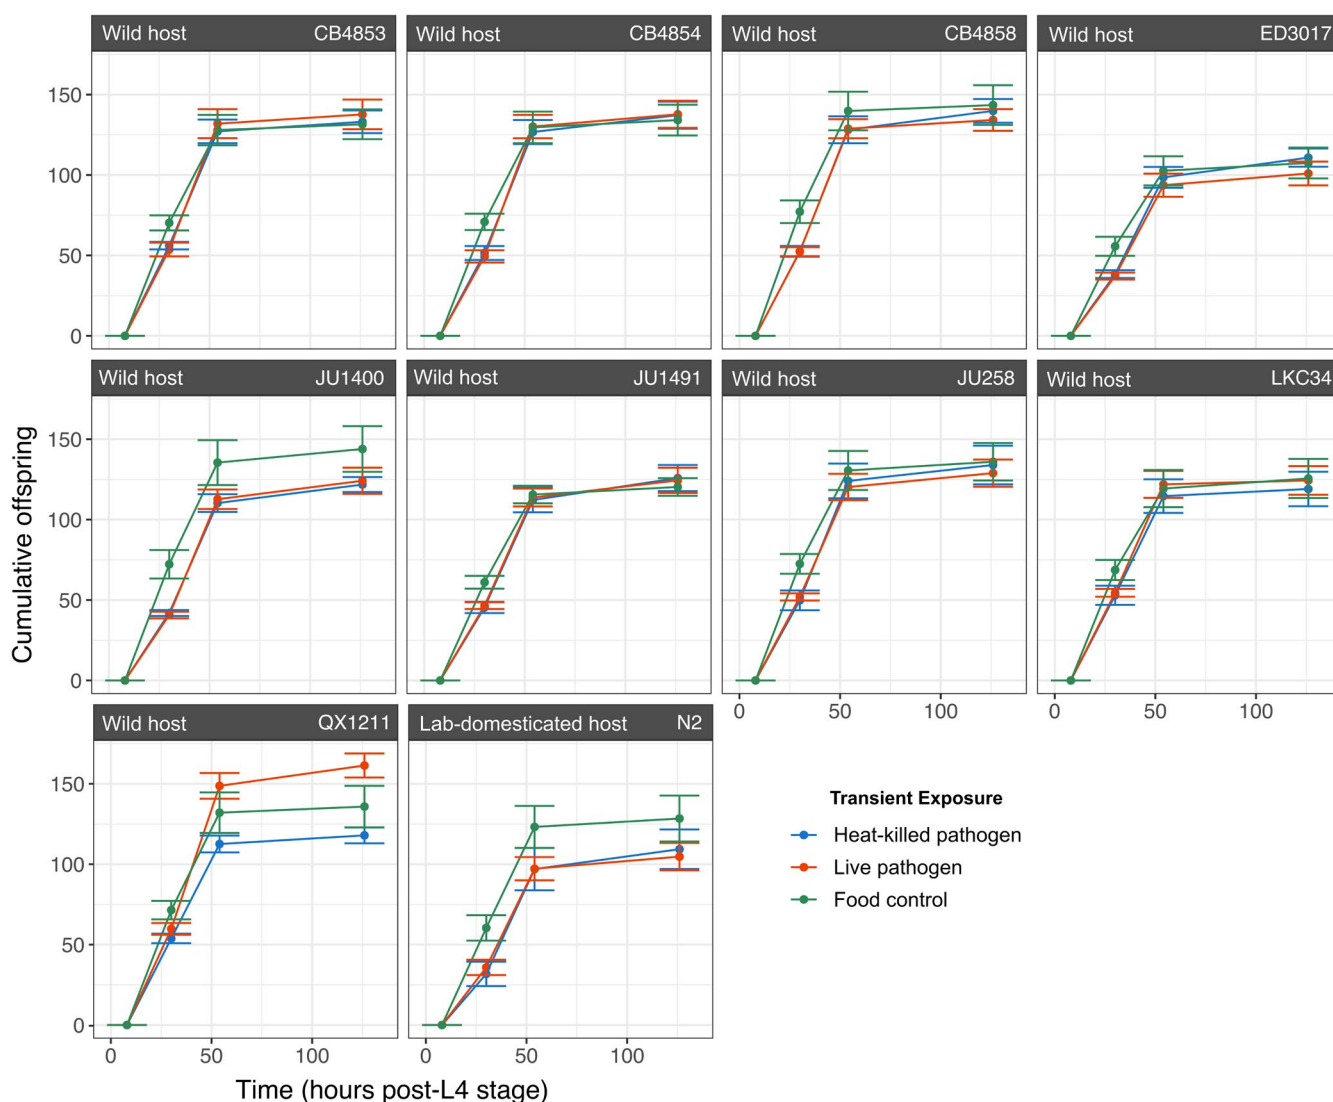 Wild host CB4853
Wild host CB4854
Wild host CB4858
Wild host ED3017
150
100
50
0
Wild host JU1400
Wild host JU1491
Wild host JU258
Wild host LKC34
150
100
50
0
0 50 100
0 50 100
Cumulative offspring
Wild host QX1211
Lab-domesticated host N2
150
100
50
0
0 50 100
0 50 100
Time (hours post-L4 stage)
Transient Exposure
Heat-killed pathogen
Live pathogen
Food control